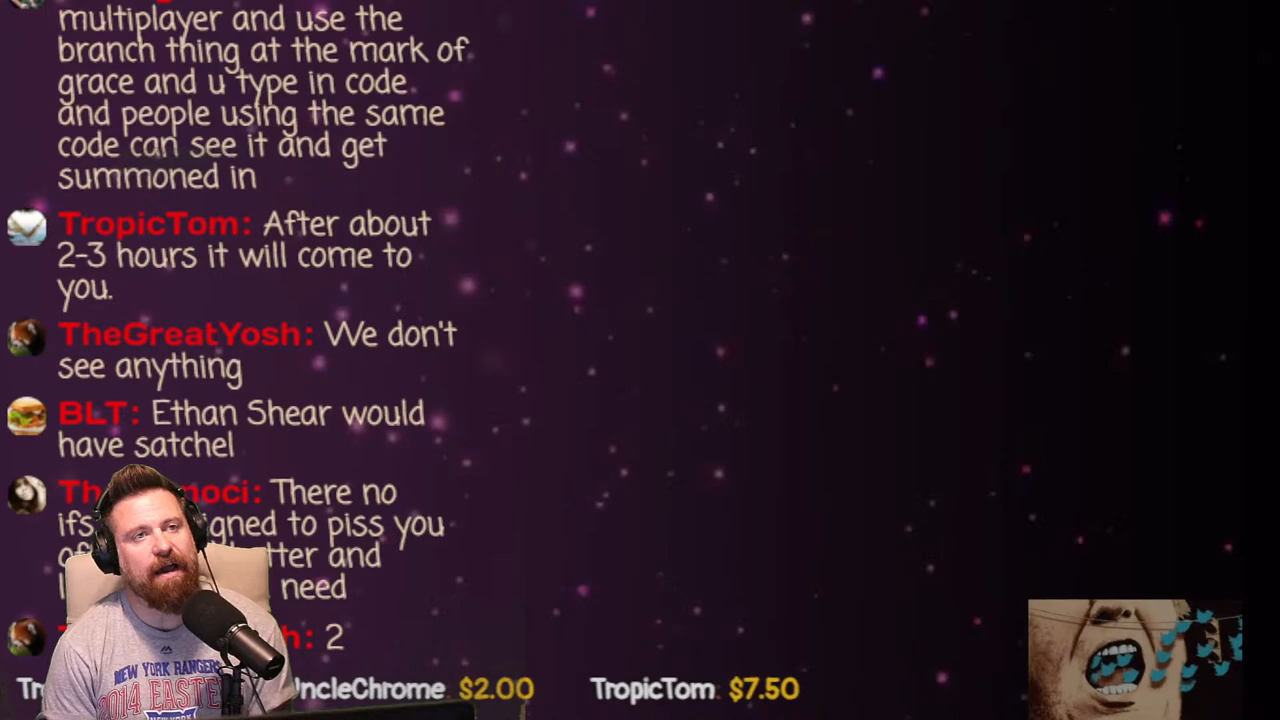 multiplayer and use the
branch thing at the mark of
grace and u type in code
and people using the same
code can see it and get
summoned in
TropicTom: After about
2-3 hours it will come to
you.
TheGreatYosh: We don't
see anything
BLT: Ethan Shear would
have satchel
There no
to piss you
and
need
2
NEW YORK RANGERS
2014
UncleChrome $2.00 TropicTom $7.50